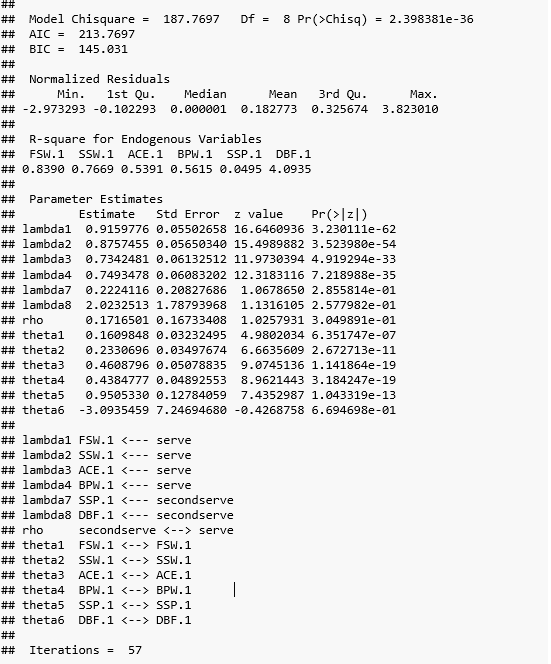 ##
##  Model Chisquare =  187.7697   Df =  8 Pr(>Chisq) = 2.398381e-36
##  AIC =  213.7697
##  BIC =  145.031
##
##  Normalized Residuals
##      Min.   1st Qu.    Median      Mean   3rd Qu.      Max.
## -2.973293 -0.102293  0.000001  0.182773  0.325674  3.823010
##
##  R-square for Endogenous Variables
##  FSW.1  SSW.1  ACE.1  BPW.1  SSP.1  DBF.1
## 0.8390 0.7669 0.5391 0.5615 0.0495 4.0935
##
##  Parameter Estimates
##         Estimate   Std Error  z value    Pr(>|z|)
## lambda1  0.9159776 0.05502658 16.6460936 3.230111e-62
## lambda2  0.8757455 0.05650340 15.4989882 3.523980e-54
## lambda3  0.7342481 0.06132512 11.9730394 4.919294e-33
## lambda4  0.7493478 0.06083202 12.3183116 7.218988e-35
## lambda7  0.2224116 0.20827686  1.0678650 2.855814e-01
## lambda8  2.0232513 1.78793968  1.1316105 2.577982e-01
## rho      0.1716501 0.16733408  1.0257931 3.049891e-01
## theta1   0.1609848 0.03232495  4.9802034 6.351747e-07
## theta2   0.2330696 0.03497674  6.6635609 2.672713e-11
## theta3   0.4608796 0.05078835  9.0745136 1.141864e-19
## theta4   0.4384777 0.04892553  8.9621443 3.184247e-19
## theta5   0.9505330 0.12784059  7.4352987 1.043319e-13
## theta6  -3.0935459 7.24694680 -0.4268758 6.694698e-01
##
## lambda1 FSW.1 <--- serve
## lambda2 SSW.1 <--- serve
## lambda3 ACE.1 <--- serve
## lambda4 BPW.1 <--- serve
## lambda7 SSP.1 <--- secondserve
## lambda8 DBF.1 <--- secondserve
## rho     secondserve <--> serve
## theta1  FSW.1 <--> FSW.1
## theta2  SSW.1 <--> SSW.1
## theta3  ACE.1 <--> ACE.1
## theta4  BPW.1 <--> BPW.1
## theta5  SSP.1 <--> SSP.1
## theta6  DBF.1 <--> DBF.1
##
##  Iterations =  57